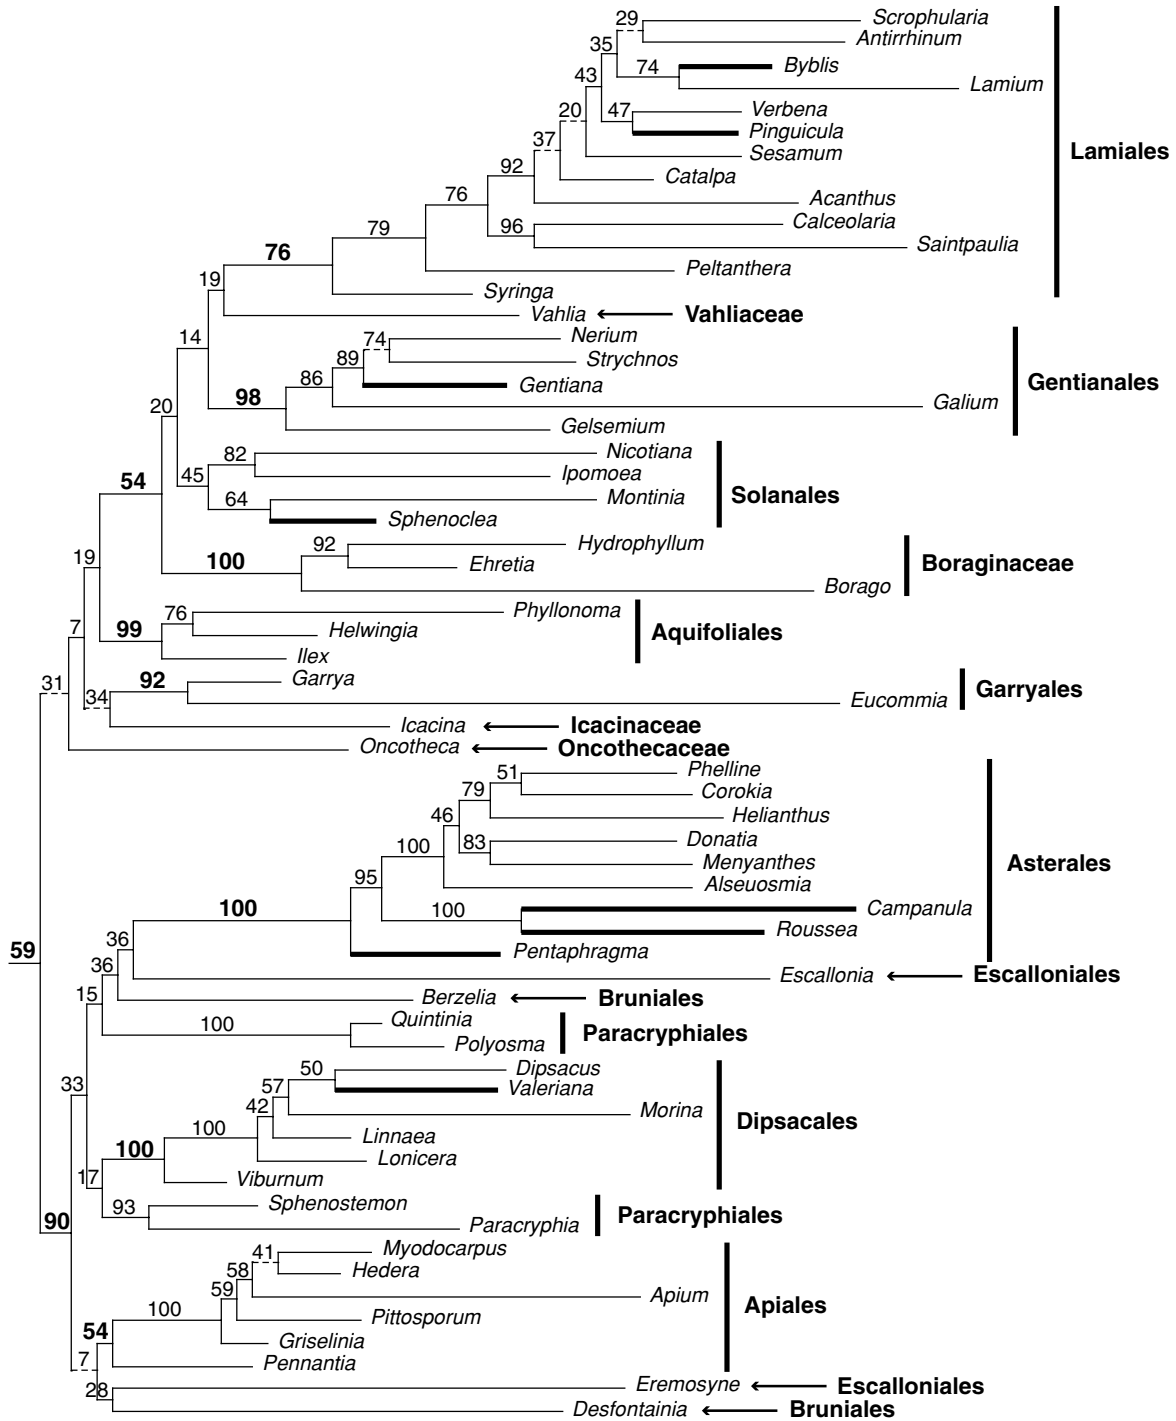 29 Scrophularia
Antirrhinum
35
74 Byblis
43 Lamium
47 Verbena
20 Pinguicula
37 Sesamum
92 Catalpa
76 Acanthus
96 Calceolaria
79 Saintpaulia
76 Peltanthera
19 Syringa
Lamiales
Vahlia Vahliaceae
14
74 Nerium
89 Strychnos
86 Gentiana
98 Galium
Gelsemium
Gentianales
20
82 Nicotiana
45 Ipomoea
64 Montinia
54 Sphenoclea
Solanales
92 Hydrophyllum
100 Ehretia
19 Borago
Boraginaceae
76 Phyllonoma
99 Helwingia
7 Ilex
Aquifoliales
92 Garrya
31 34 Eucommia
Garryales
Icacina Icacinaceae
Oncotheca Oncothecaceae
51 Phelline
79 Corokia
46 Helianthus
83 Donatia
100 Menyanthes
95 Alseuosmia
100 100 Campanula
Roussea
59 36 Pentaphragma
Asterales
36 Escallonia Escalloniales
15 Berzelia Bruniales
100 Quintinia
Polyosma
Paracryphiales
33
50 Dipsacus
57 Valeriana
42 Morina
100 Linnaea
100 Lonicera
17 Viburnum
Dipsacales
93 Sphenostemon
90 Paracryphia
Paracryphiales
41 Myodocarpus
58 Hedera
59 Apium
100 Pittosporum
54 Griselinia
7 Pennantia
Apiales
28 Eremosyne Escalloniales
Desfontainia Bruniales